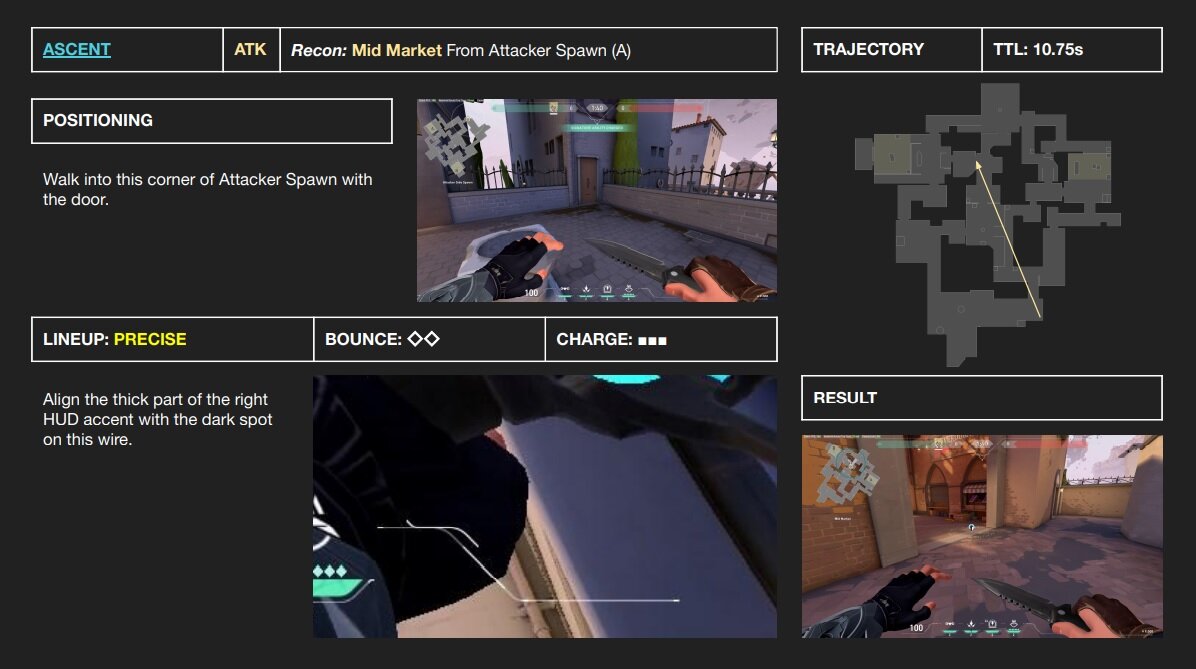 ASCENT
ATK
Recon: Mid Market From Attacker Spawn (A)
TRAJECTORY
TTL: 10.75s
POSITIONING
Walk into this corner of Attacker Spawn with
the door.
1:40
100
LINEUP: PRECISE
BOUNCE: ◇◇
CHARGE: ■■■
Align the thick part of the right
HUD accent with the dark spot
on this wire.
RESULT
Mid Market
100